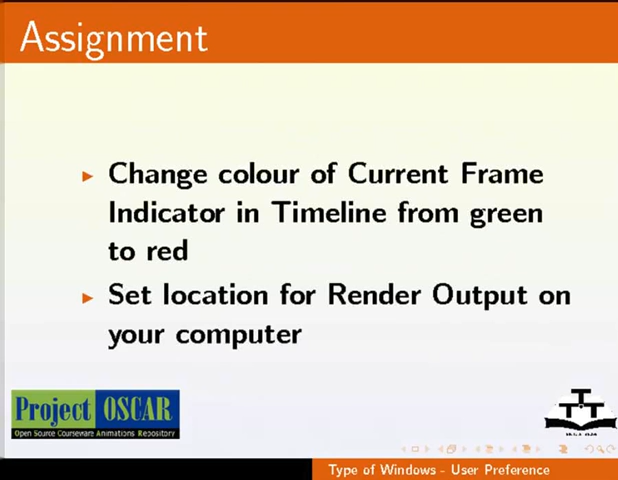 Assignment
Change colour of Current Frame
Indicator in Timeline from green
to red
Set location for Render Output on
your computer
Project OSCAR
Open Source Courseware Animations Repository
Type of Windows - User Preference